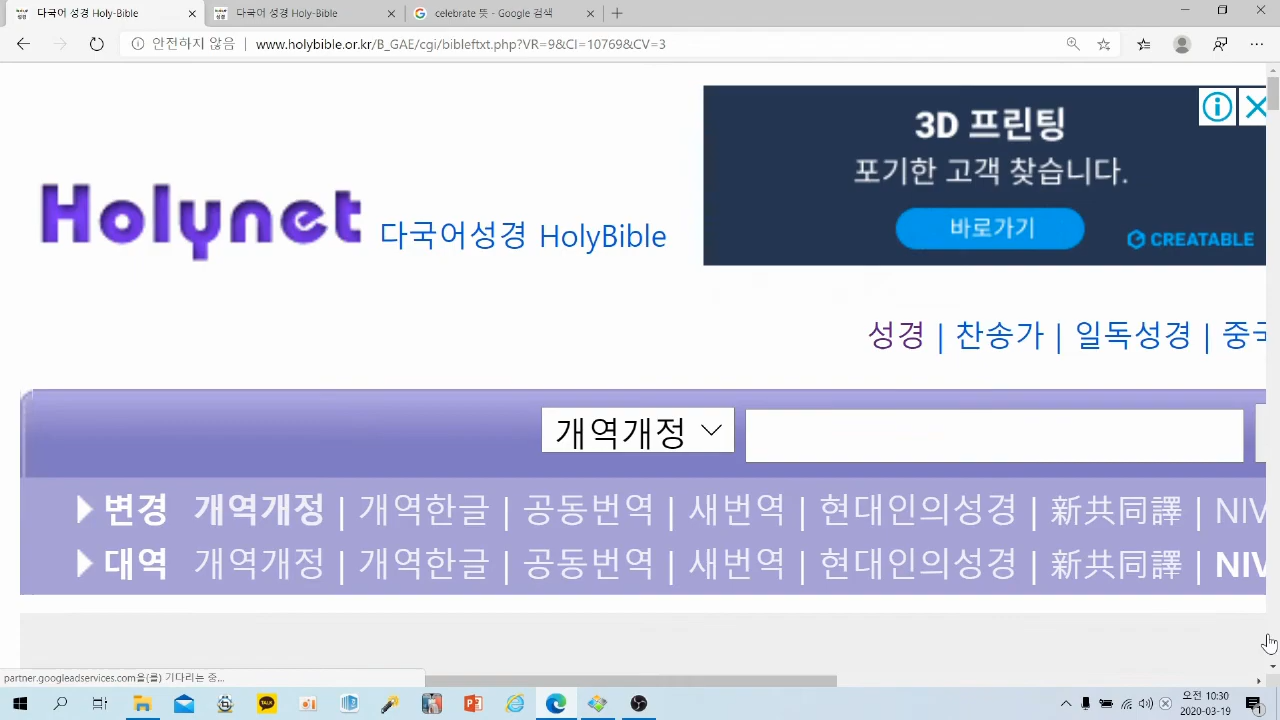 다국어 성경 Holy-Bible
다국어 성경 Holy-Bible
celebrate 뜻 - Google 검색
안전하지 않음 | www.holybible.or.kr/B_GAE/cgi/bibleftxt.php?VR=9&CI=10769&CV=3
3D 프린팅
포기한 고객 찾습니다.
바로가기
CREATABLE
Holynet 다국어성경 HolyBible
성경 | 찬송가 | 일독성경 | 중국
개역개정
변경 개역개정 | 개역한글 | 공동번역 | 새번역 | 현대인의성경 | 新共同譯 | NIV
대역 개역개정 | 개역한글 | 공동번역 | 새번역 | 현대인의성경 | 新共同譯 | NIV
partner.googleadservices.com을(를) 기다리는 중...
TALK
오전 10:30
2020-03-19